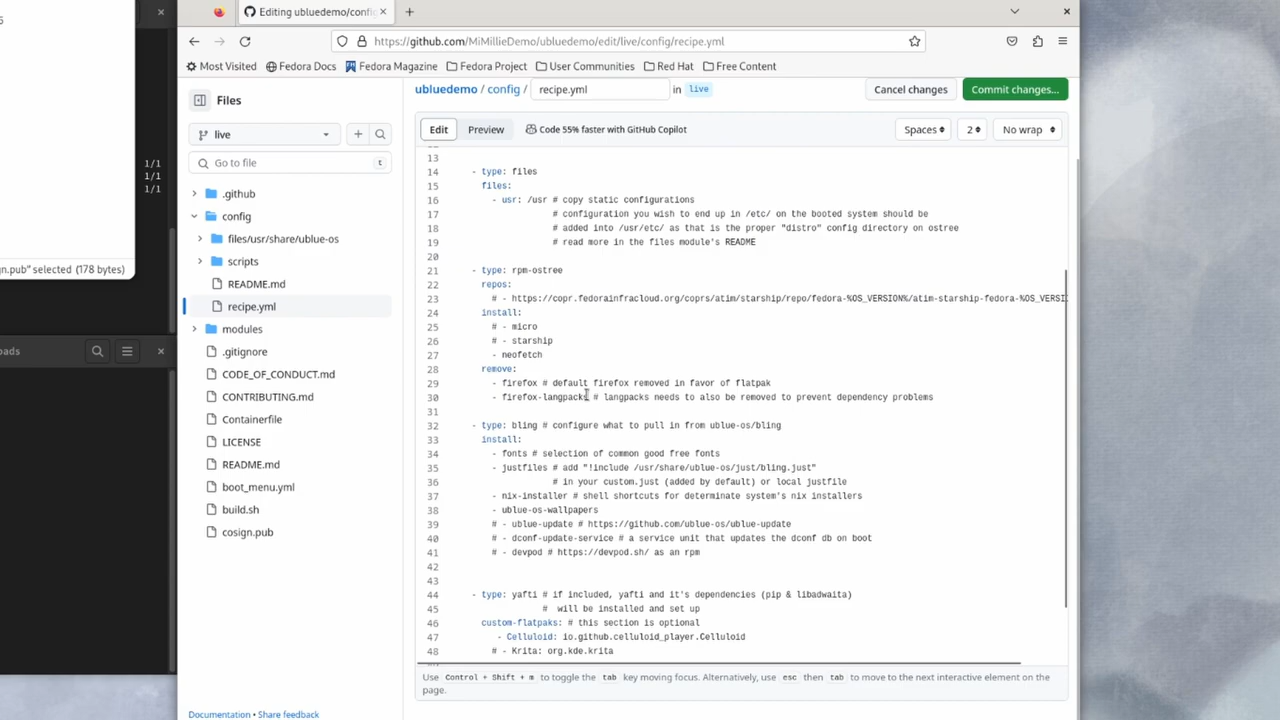 s
1/1
1/1
1/1
gn.pub" selected (178 bytes)
oads
Editing ubluedemo/config
https://github.com/MiMillieDemo/ubluedemo/edit/live/config/recipe.yml
Most Visited
Fedora Docs
Fedora Magazine
Fedora Project
User Communities
Red Hat
Free Content
Files
live
Go to file
t
.github
config
files/usr/share/ublue-os
scripts
README.md
recipe.yml
modules
.gitignore
CODE_OF_CONDUCT.md
CONTRIBUTING.md
Containerfile
LICENSE
README.md
boot_menu.yml
build.sh
cosign.pub
Documentation • Share feedback
ubluedemo / config / recipe.yml in live
Cancel changes
Commit changes...
Edit
Preview
Code 55% faster with GitHub Copilot
Spaces
2
No wrap
12
13
14 - type: files
15 files:
16 - usr: /usr # copy static configurations
17 # configuration you wish to end up in /etc/ on the booted system should be
18 # added into /usr/etc/ as that is the proper "distro" config directory on ostree
19 # read more in the files module's README
20
21 - type: rpm-ostree
22 repos:
23 # - https://copr.fedorainfracloud.org/coprs/atim/starship/repo/fedora-%OS_VERSION%/atim-starship-fedora-%OS_VERSI
24 install:
25 # - micro
26 # - starship
27 - neofetch
28 remove:
29 - firefox # default firefox removed in favor of flatpak
30 - firefox-langpacks # langpacks needs to also be removed to prevent dependency problems
31
32 - type: bling # configure what to pull in from ublue-os/bling
33 install:
34 - fonts # selection of common good free fonts
35 - justfiles # add "!include /usr/share/ublue-os/just/bling.just"
36 # in your custom.just (added by default) or local justfile
37 - nix-installer # shell shortcuts for determinate system's nix installers
38 - ublue-os-wallpapers
39 # - ublue-update # https://github.com/ublue-os/ublue-update
40 # - dconf-update-service # a service unit that updates the dconf db on boot
41 # - devpod # https://devpod.sh/ as an rpm
42
43
44 - type: yafti # if included, yafti and it's dependencies (pip & libadwaita)
45 # will be installed and set up
46 custom-flatpaks: # this section is optional
47 - Celluloid: io.github.celluloid_player.Celluloid
48 # - Krita: org.kde.krita
Use Control + Shift + m to toggle the tab key moving focus. Alternatively, use esc then tab to move to the next interactive element on the
page.